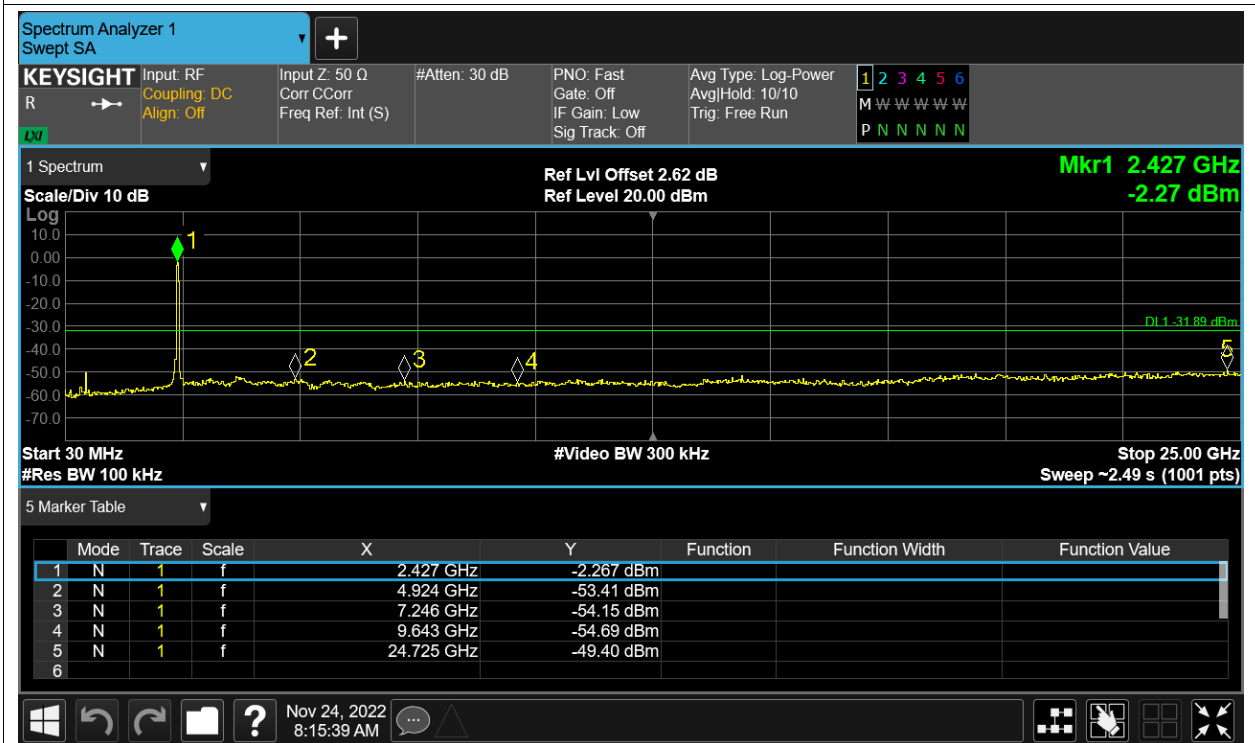 Spectrum Analyzer 1
Swept SA
KEYSIGHT
R
LXI
Input: RF
Coupling: DC
Align: Off
Input Z: 50 Ω
Corr CCorr
Freq Ref: Int (S)
#Atten: 30 dB
PNO: Fast
Gate: Off
IF Gain: Low
Sig Track: Off
Avg Type: Log-Power
Avg|Hold: 10/10
Trig: Free Run
1 2 3 4 5 6
M W W W W W
P N N N N N
1 Spectrum
Scale/Div 10 dB
Ref Lvl Offset 2.62 dB
Ref Level 20.00 dBm
Mkr1 2.427 GHz
-2.27 dBm
Log
10.0
0.00
-10.0
-20.0
-30.0
-40.0
-50.0
-60.0
-70.0
1
2
3
4
5
DL1 -31.89 dBm
Start 30 MHz
#Res BW 100 kHz
#Video BW 300 kHz
Stop 25.00 GHz
Sweep ~2.49 s (1001 pts)
5 Marker Table
Mode Trace Scale X Y Function Function Width Function Value
1 N 1 f 2.427 GHz -2.267 dBm
2 N 1 f 4.924 GHz -53.41 dBm
3 N 1 f 7.246 GHz -54.15 dBm
4 N 1 f 9.643 GHz -54.69 dBm
5 N 1 f 24.725 GHz -49.40 dBm
6
?
Nov 24, 2022
8:15:39 AM